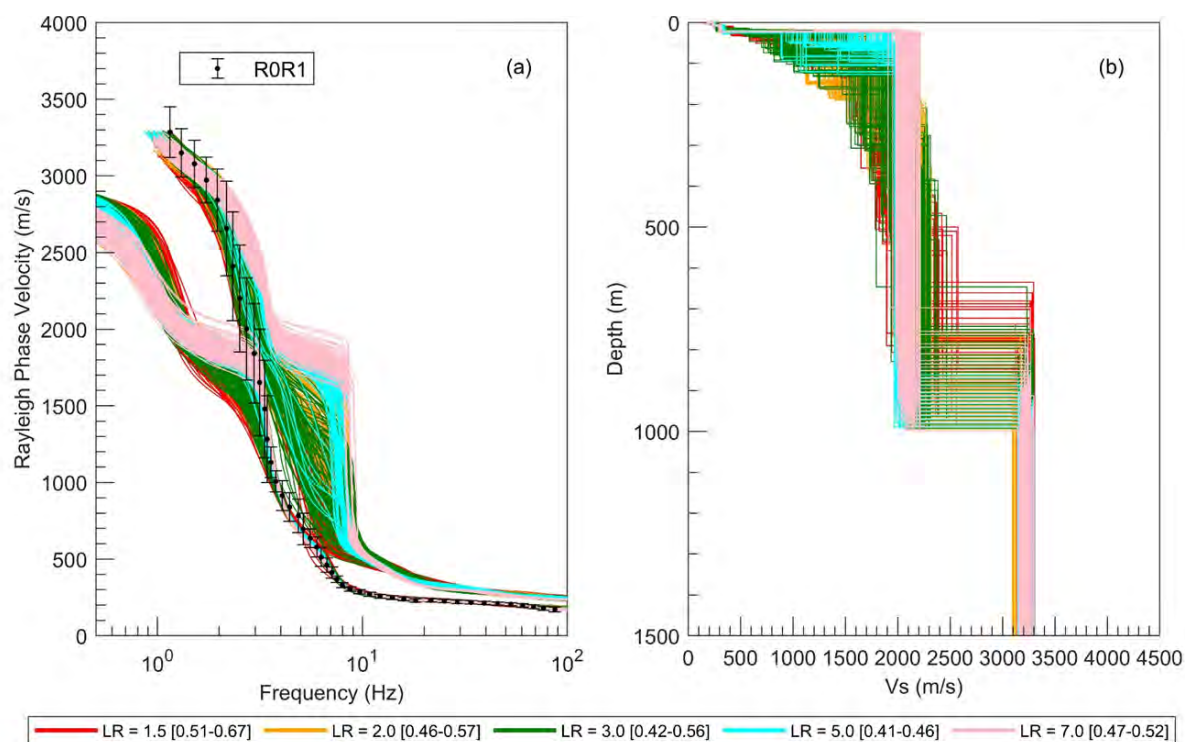 R0R1
(a)
Rayleigh Phase Velocity (m/s)
4000
3500
3000
2500
2000
1500
1000
500
0
10⁰ 10¹ 10²
Frequency (Hz)
(b)
Depth (m)
0
500
1000
1500
0 500 1000 1500 2000 2500 3000 3500 4000 4500
Vs (m/s)
LR = 1.5 [0.51-0.67] LR = 2.0 [0.46-0.57] LR = 3.0 [0.42-0.56] LR = 5.0 [0.41-0.46] LR = 7.0 [0.47-0.52]